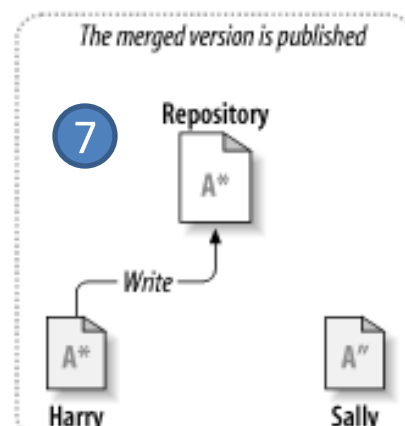 The merged version is published
7
Repository
A*
Write
A*
A”
Harry
Sally